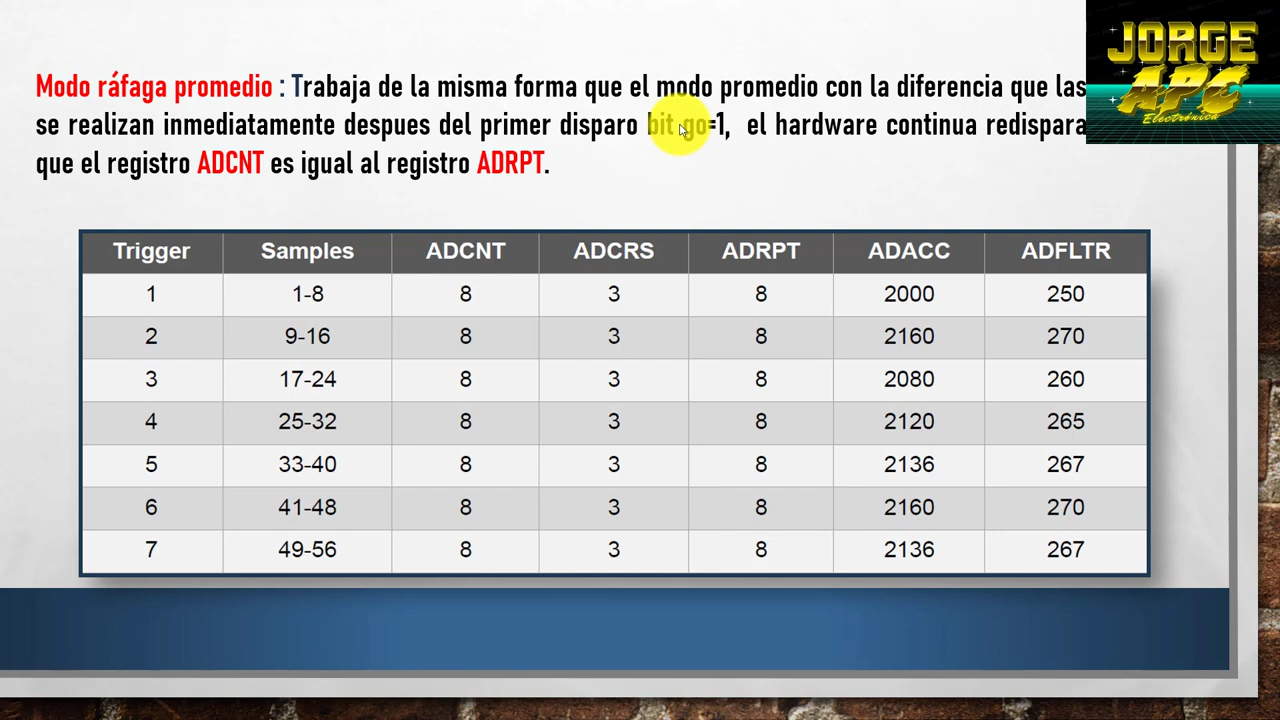 Modo ráfaga promedio : Trabaja de la misma forma que el modo promedio con la diferencia que las
se realizan inmediatamente despues del primer disparo bit go=1, el hardware continua redispara
que el registro ADCNT es igual al registro ADRPT.
JORGE
APC
Electrónica
Trigger Samples ADCNT ADCRS ADRPT ADACC ADFLTR
1 1-8 8 3 8 2000 250
2 9-16 8 3 8 2160 270
3 17-24 8 3 8 2080 260
4 25-32 8 3 8 2120 265
5 33-40 8 3 8 2136 267
6 41-48 8 3 8 2160 270
7 49-56 8 3 8 2136 267